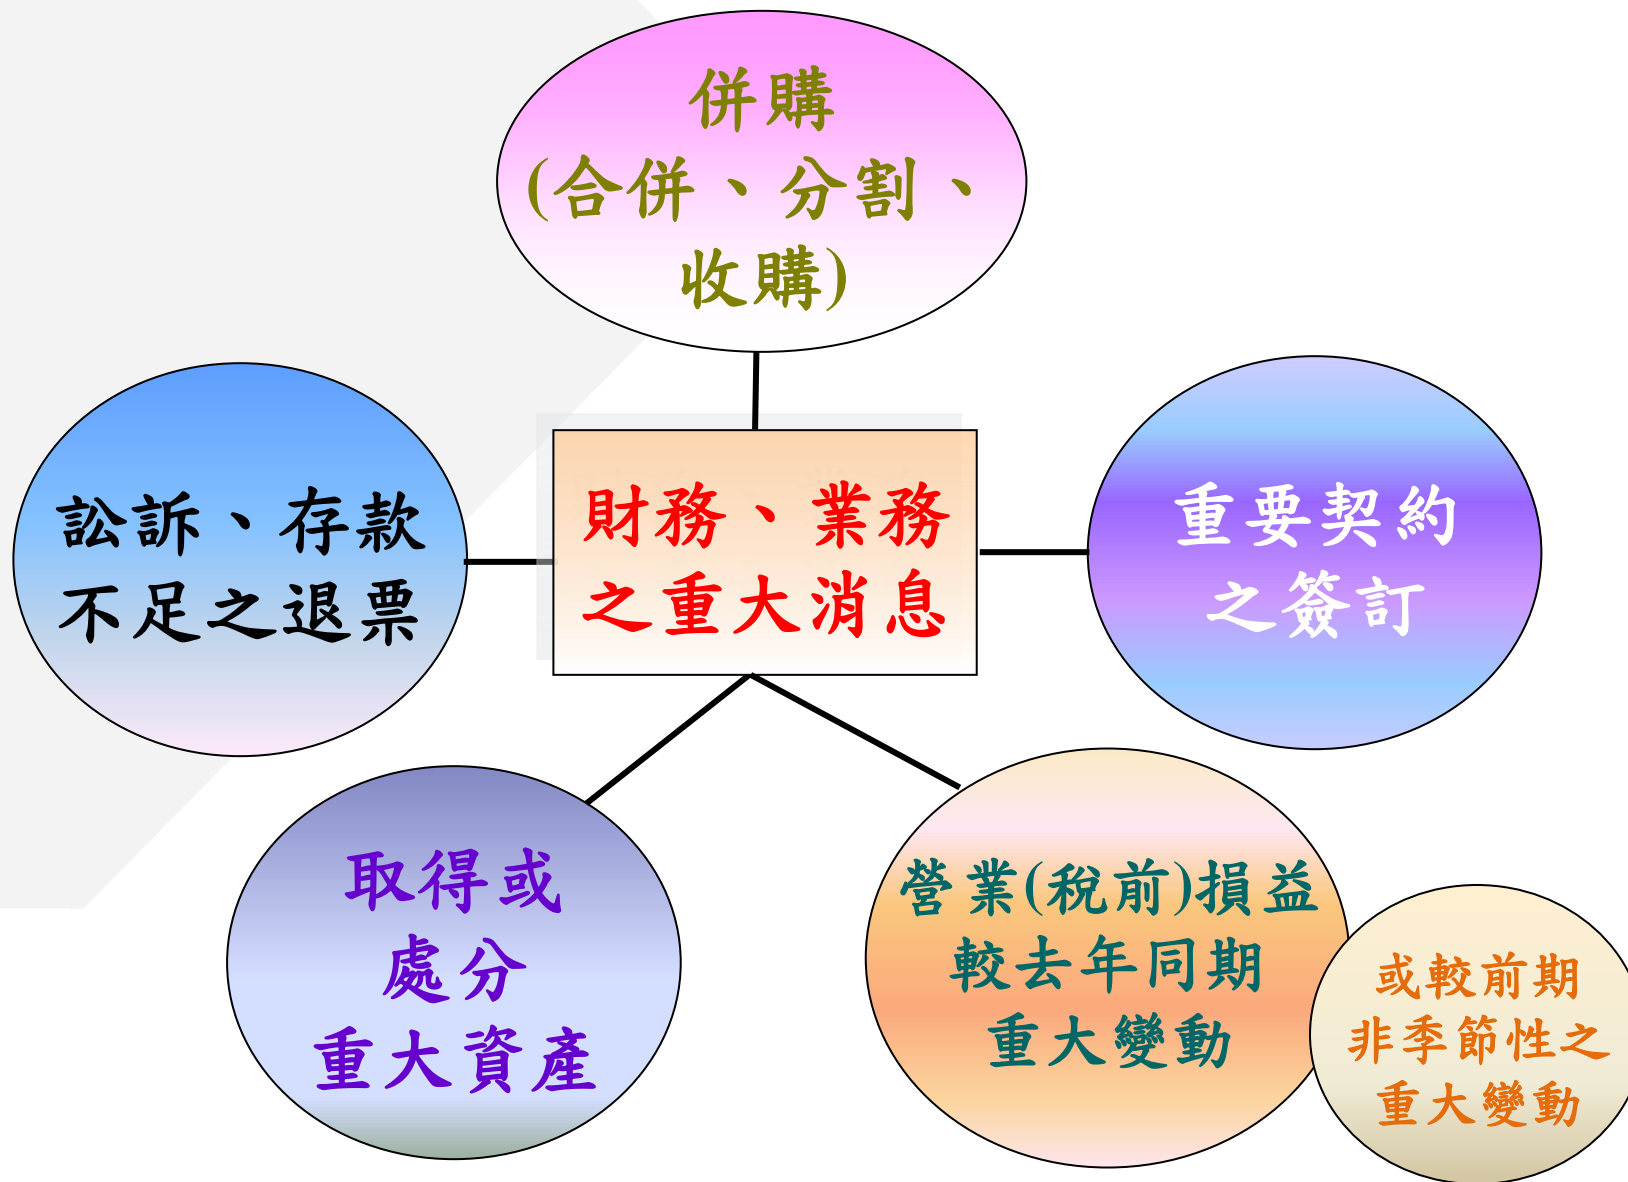 併購
(合併、分割、
收購)
訟訴、存款
不足之退票
財務、業務
之重大消息
重要契約
之簽訂
取得或
處分
重大資產
營業(稅前)損益
較去年同期
重大變動
或較前期
非季節性之
重大變動